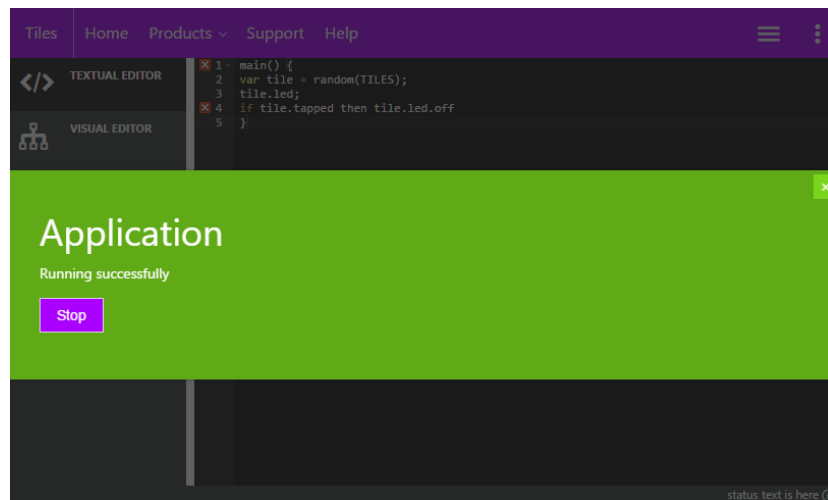 Tiles Home Products Support Help
TEXTUAL EDITOR
VISUAL EDITOR
1 main() {
2 var tile = random(TILES);
3 tile.led;
4 if tile.tapped then tile.led.off
5 }
Application
Running successfully
Stop
status text is here